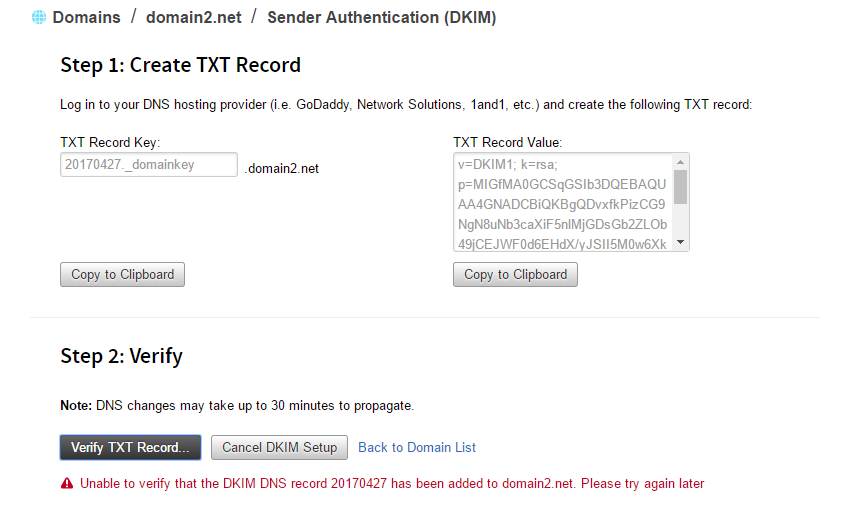 Domains / domain2.net / Sender Authentication (DKIM)
Step 1: Create TXT Record
Log in to your DNS hosting provider (i.e. GoDaddy, Network Solutions, 1and1, etc.) and create the following TXT record:
TXT Record Key:
20170427._domainkey .domain2.net
Copy to Clipboard
TXT Record Value:
v=DKIM1; k=rsa;
p=MIGfMA0GCSqGSIb3DQEBAQU
AA4GNADCBiQKBgQDvxfkPizCG9
NgN8uNb3caXiF5nlMjGDsGb2ZLOb
49jCEJWF0d6EHdX/yJSII5M0w6Xk
Copy to Clipboard
Step 2: Verify
Note: DNS changes may take up to 30 minutes to propagate.
Verify TXT Record... Cancel DKIM Setup Back to Domain List
Unable to verify that the DKIM DNS record 20170427 has been added to domain2.net. Please try again later